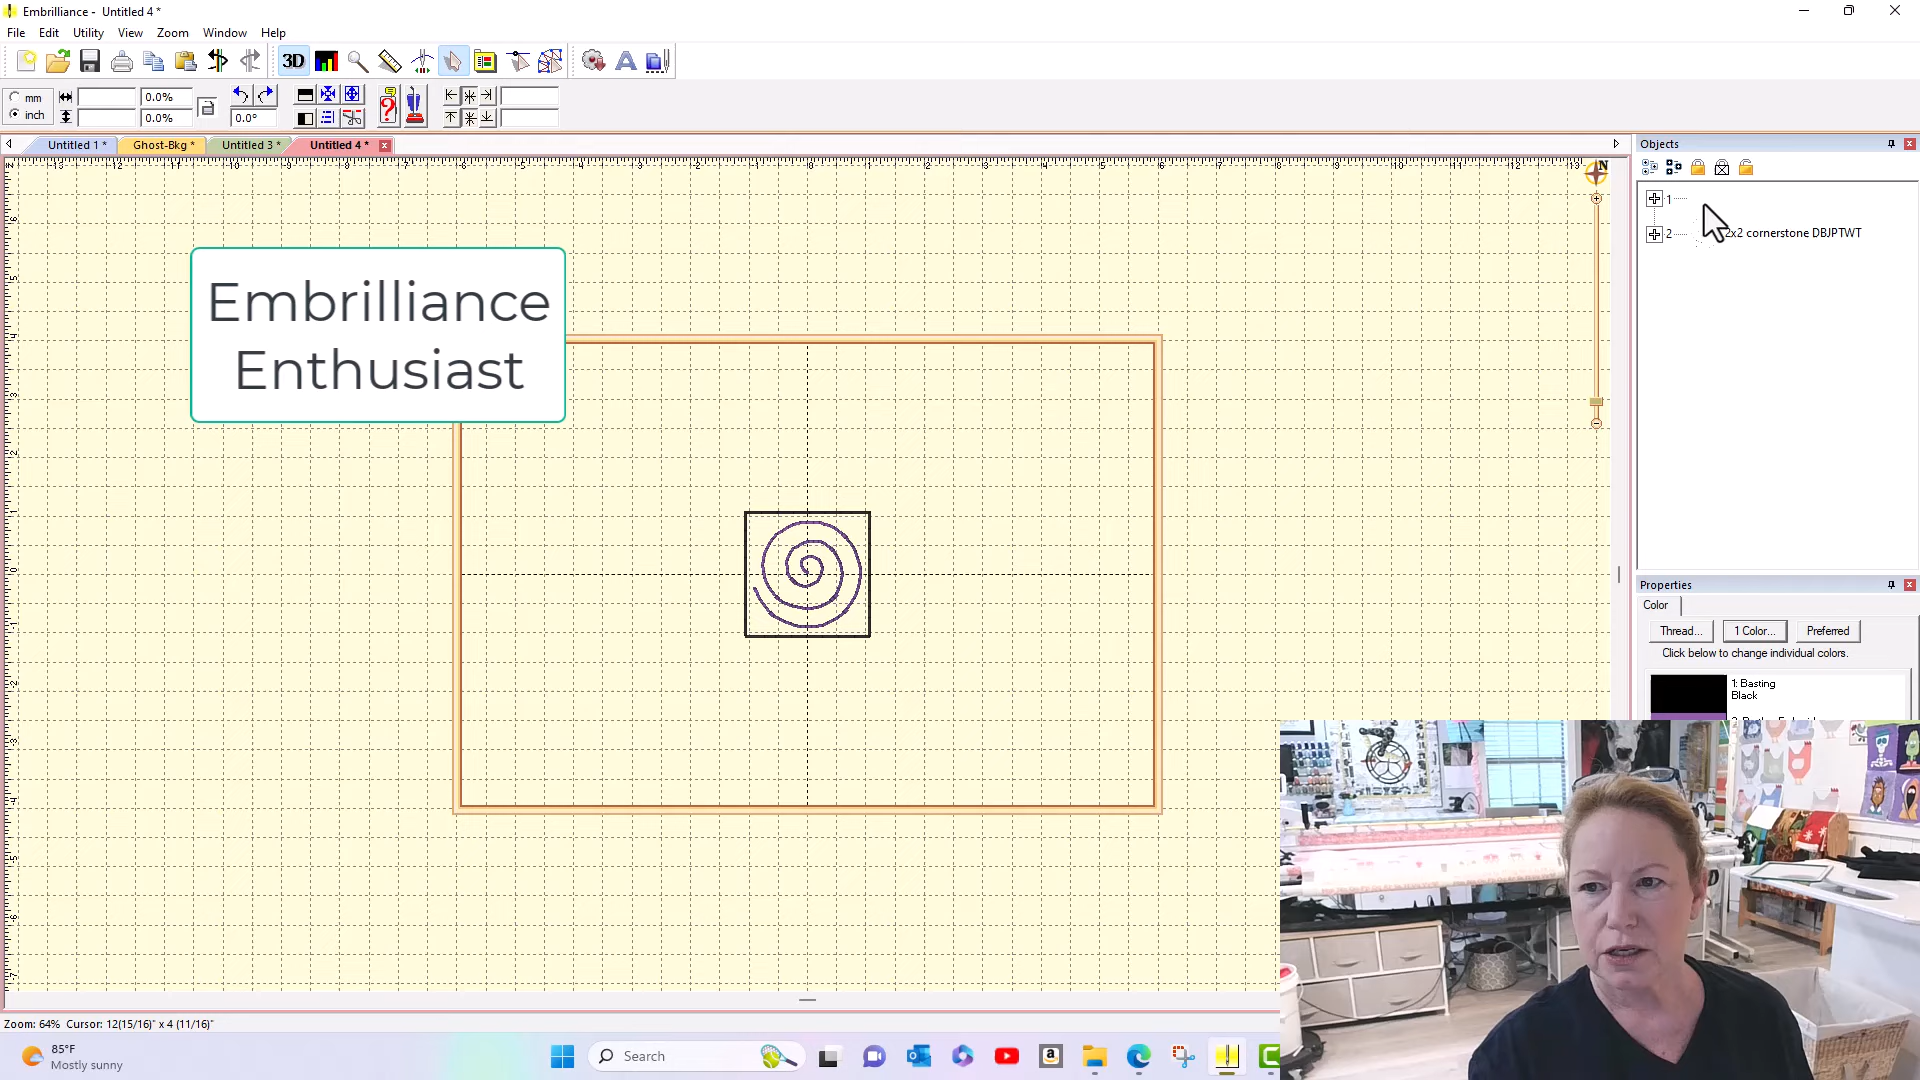 Embrilliance - Untitled 4 *
File Edit Utility View Zoom Window Help
3D
mm
inch
0.0%
0.0%
0.0°
Untitled 1 *
Ghost-Bkg *
Untitled 3 *
Untitled 4 *
N
Embrilliance
Enthusiast
Objects
1
2
2x2 cornerstone DBJPTWT
Properties
Color
Thread...
1 Color...
Preferred
Click below to change individual colors.
1: Basting
Black
Zoom: 64% Cursor: 12(15/16)" x 4 (11/16)"
85°F
Mostly sunny
Search